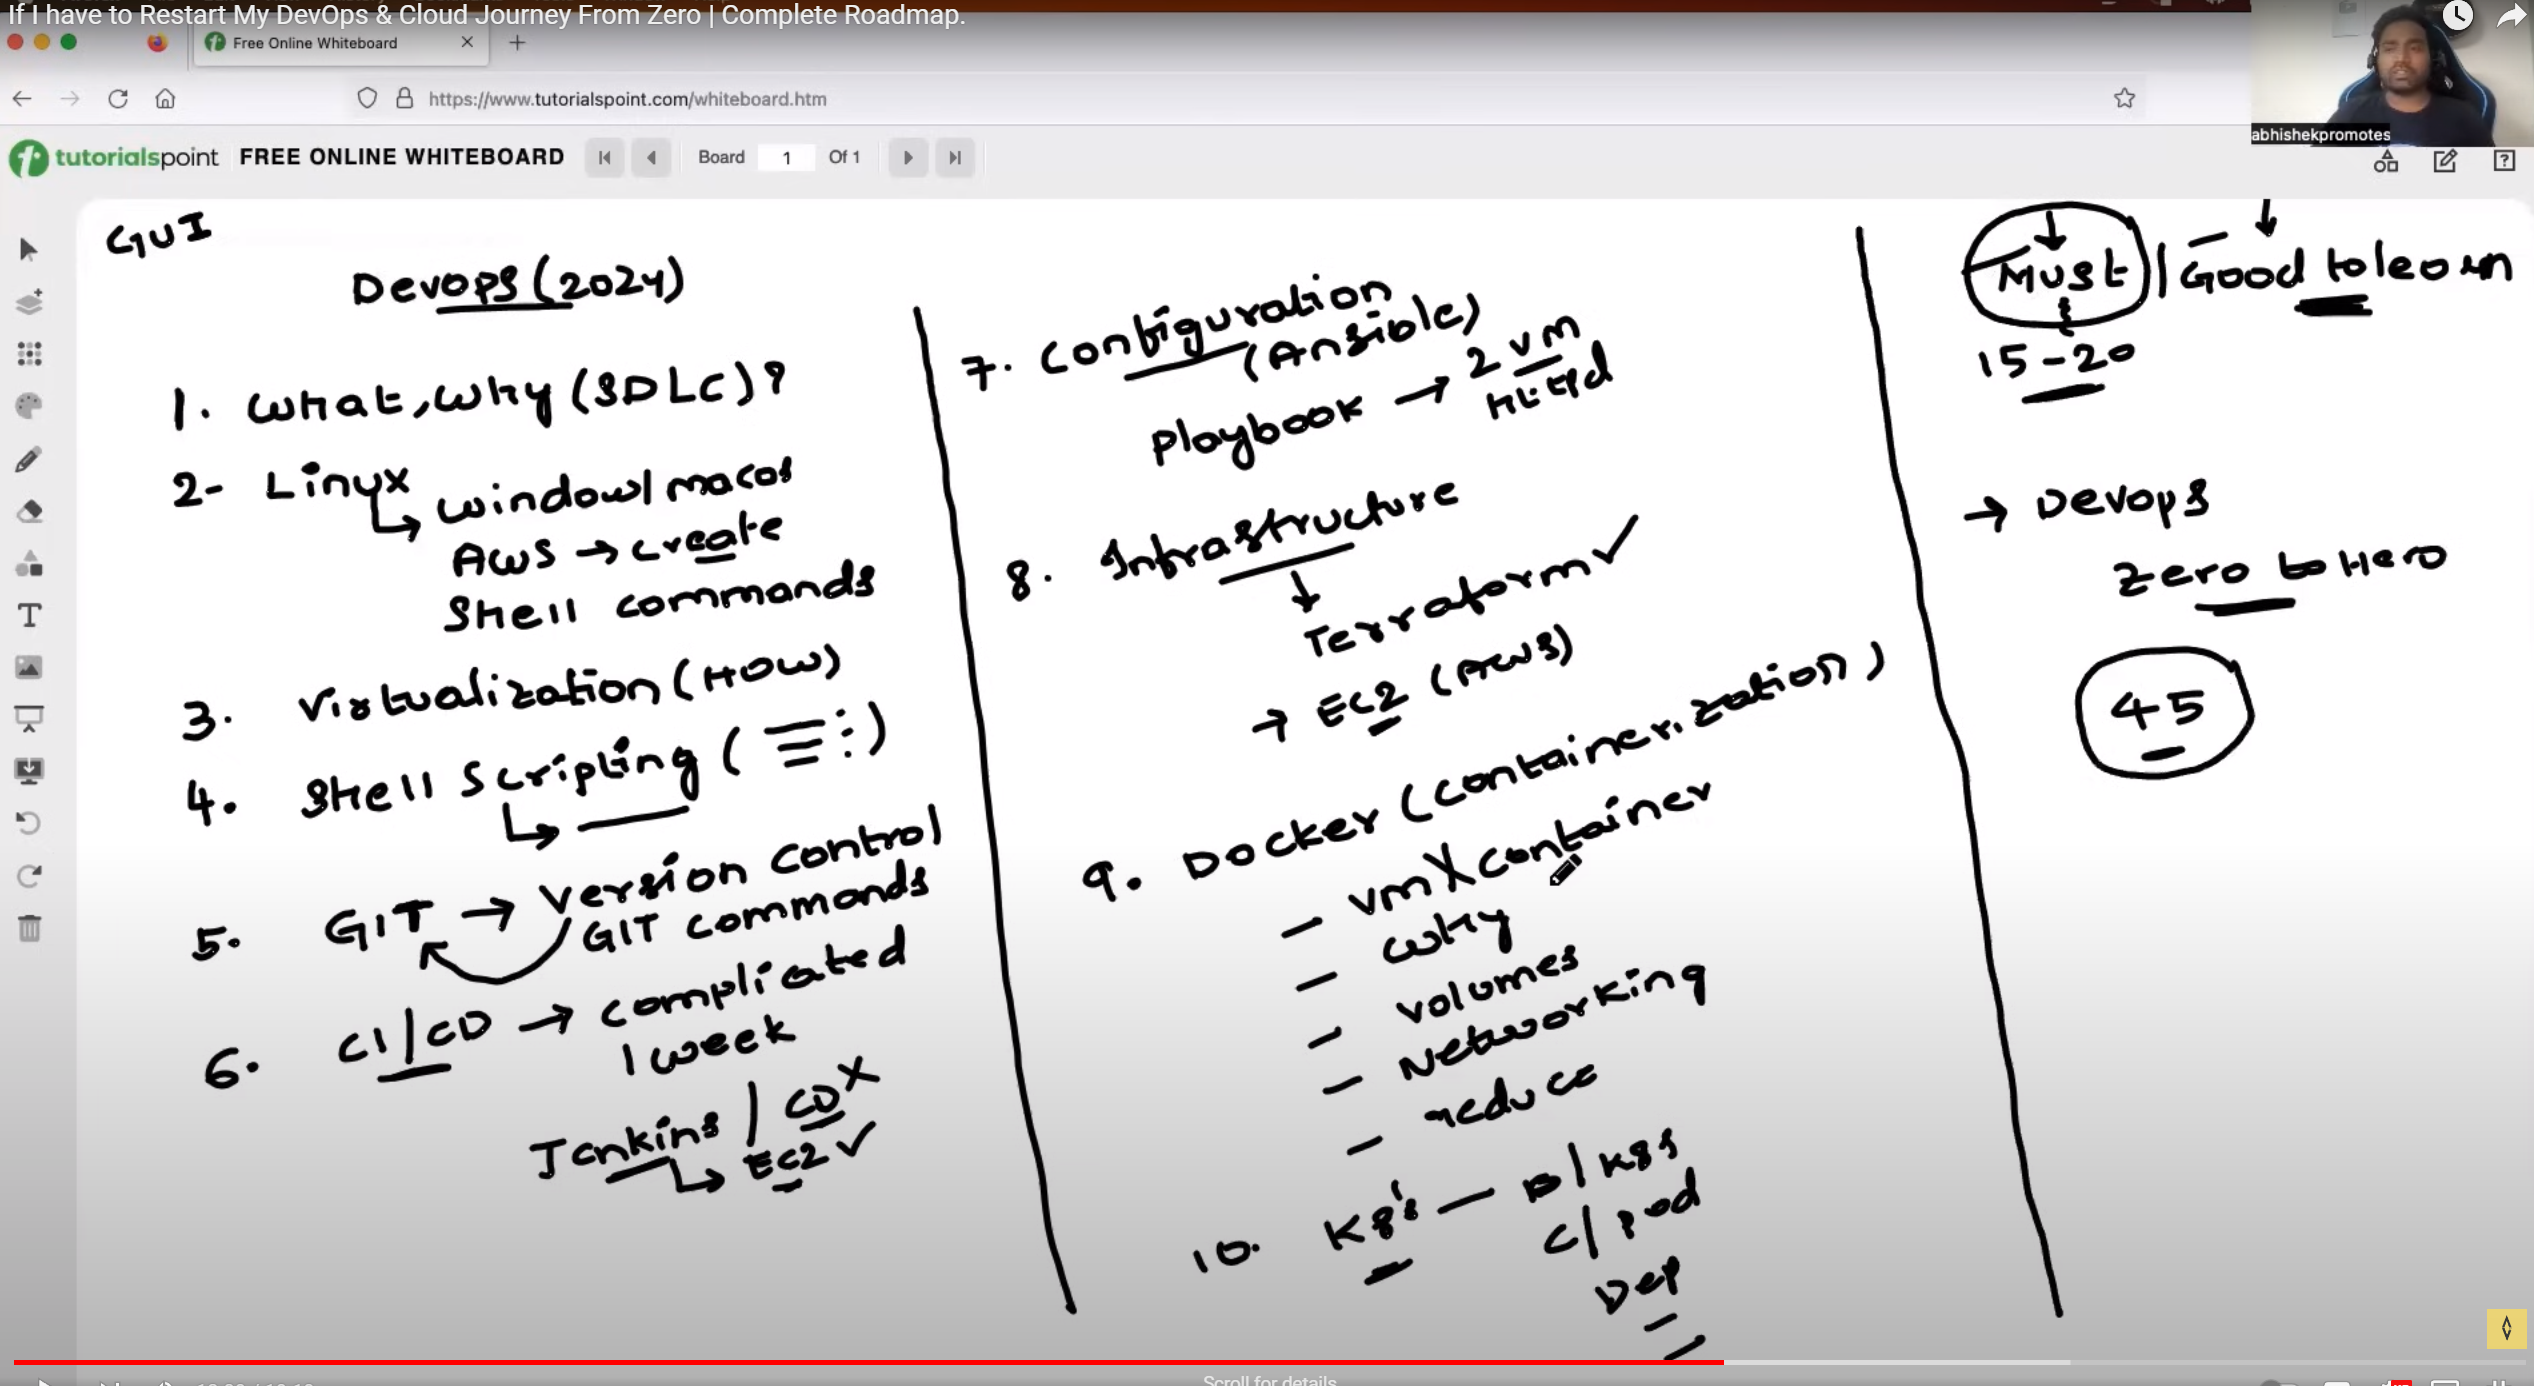 If I have to Restart My DevOps & Cloud Journey From Zero | Complete Roadmap.
Free Online Whiteboard
https://www.tutorialspoint.com/whiteboard.htm
abhishekpromotes
tutorialspoint FREE ONLINE WHITEBOARD Board 1 Of 1
GUI
Devops (2024)
1. What, Why (SDLC)?
2- Linux
Window/macos
AWS → create
Shell commands
3. Virtualization (HOW)
4. Shell Scripting (
5. GIT → Version control
GIT commands
6. CI/CD → complicated
1 week
Jenkins / CD X
EC2 ✓
7. Configuration
(Ansible)
Playbook → 2 VM
httpd
8. Infrastructure
↓
Terraform ✓
→ EC2 (AWS)
9. Docker (containerization)
- VM X container
- Why
- Volumes
- Networking
- reduce
10. K8's - D/K8s
C/Pod
Dep
Must | Good to learn
15-20
→ Devops
Zero to Hero
45
Scroll for details